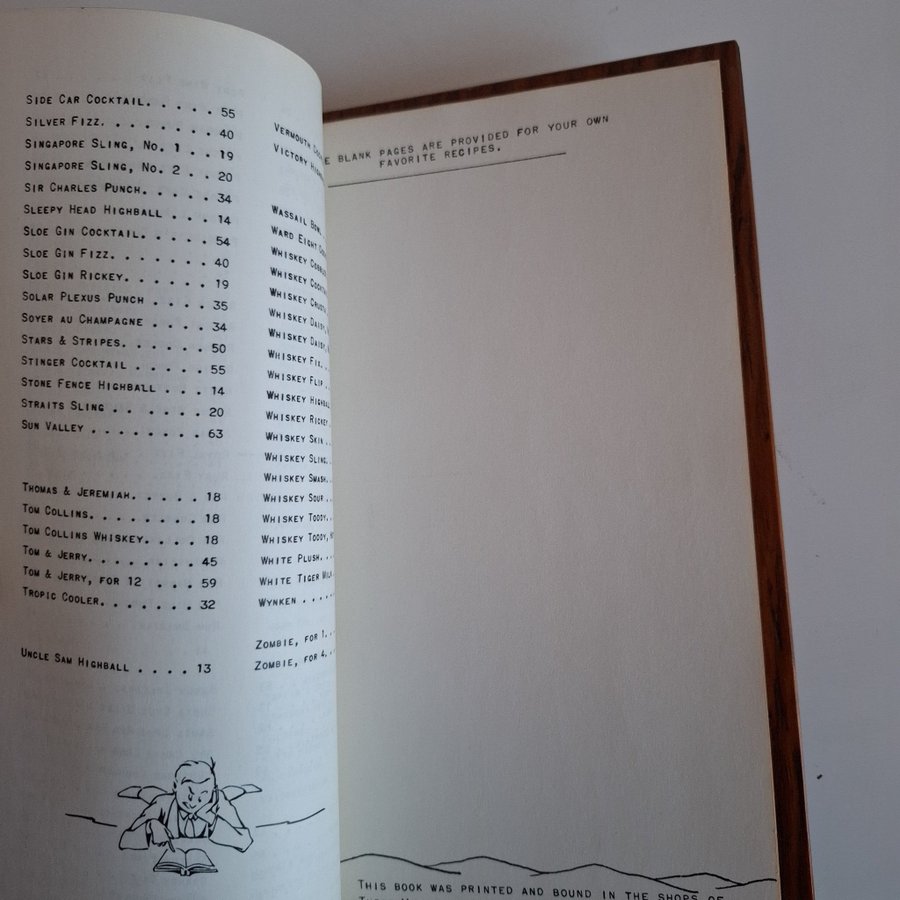 SIDE CAR COCKTAIL. . . . . 55
SILVER FIZZ. . . . . . . . 40
SINGAPORE SLING, NO. 1 . . 19
SINGAPORE SLING, NO. 2 . . 20
SIR CHARLES PUNCH. . . . . 34
SLEEPY HEAD HIGHBALL . . . 14
SLOE GIN COCKTAIL. . . . . 54
SLOE GIN FIZZ. . . . . . . 40
SLOE GIN RICKEY. . . . . . 19
SOLAR PLEXUS PUNCH . . . . 35
SOYER AU CHAMPAGNE . . . . 34
STARS & STRIPES. . . . . . 50
STINGER COCKTAIL . . . . . 55
STONE FENCE HIGHBALL . . . 14
STRAITS SLING . . . . . . 20
SUN VALLEY . . . . . . . . 63
THOMAS & JEREMIAH. . . . . 18
TOM COLLINS. . . . . . . . 18
TOM COLLINS WHISKEY. . . . 18
TOM & JERRY. . . . . . . . 45
TOM & JERRY, FOR 12 . . . 59
TROPIC COOLER. . . . . . . 32
UNCLE SAM HIGHBALL . . . . 13
VERMOUTH
VICTORY
WASSAIL BOWL
WARD EIGHT
WHISKEY
WHISKEY
WHISKEY CRUSTA
WHISKEY DAISY,
WHISKEY DAISY,
WHISKEY FIX. .
WHISKEY FLIP . .
WHISKEY HIGHBALL
WHISKEY RICKEY.
WHISKEY SKIN . .
WHISKEY SLING. .
WHISKEY SMASH. .
WHISKEY SOUR . .
WHISKEY TODDY. .
WHISKEY TODDY,
WHITE PLUSH. . .
WHITE TIGER MILK
WYNKEN . . . . .
ZOMBIE, FOR 1. .
ZOMBIE, FOR 4. .
BLANK PAGES ARE PROVIDED FOR YOUR OWN
FAVORITE RECIPES.
THIS BOOK WAS PRINTED AND BOUND IN THE SHOPS OF